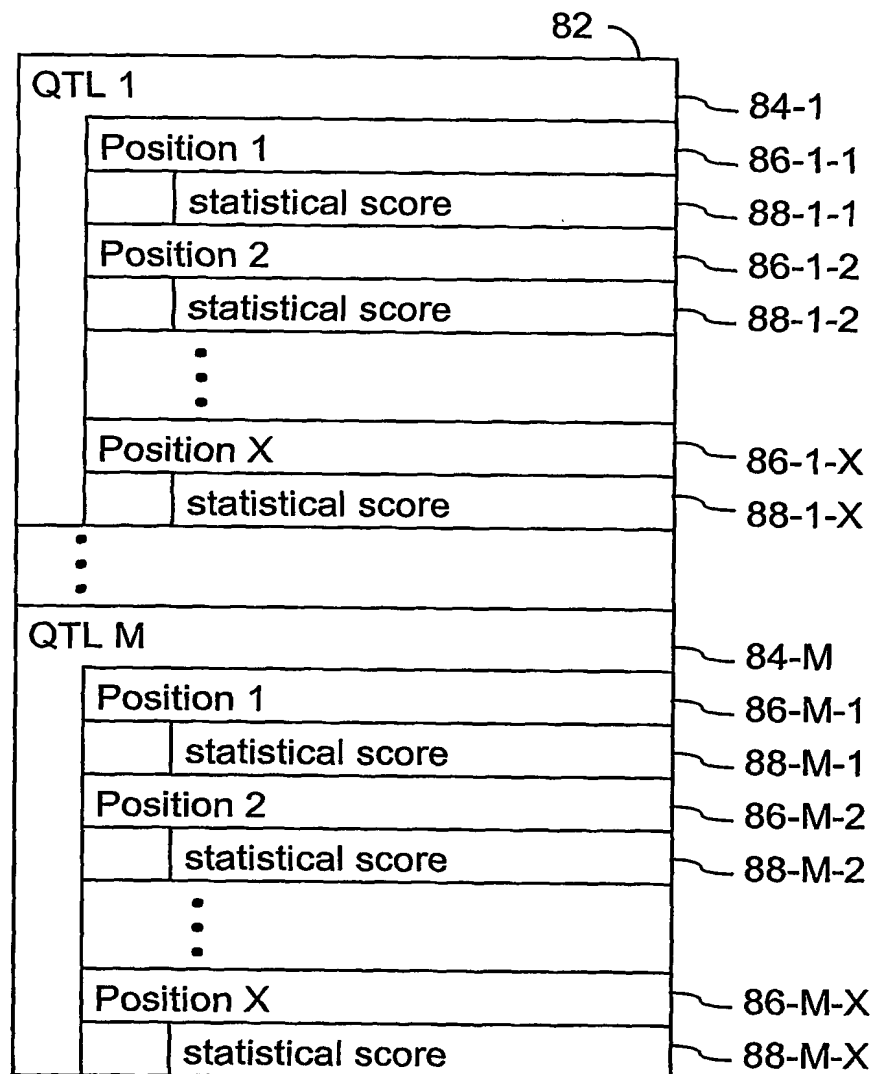 82
QTL 1
84-1
Position 1
86-1-1
statistical score
88-1-1
Position 2
86-1-2
statistical score
88-1-2
Position X
86-1-X
statistical score
88-1-X
QTL M
84-M
Position 1
86-M-1
statistical score
88-M-1
Position 2
86-M-2
statistical score
88-M-2
Position X
86-M-X
statistical score
88-M-X